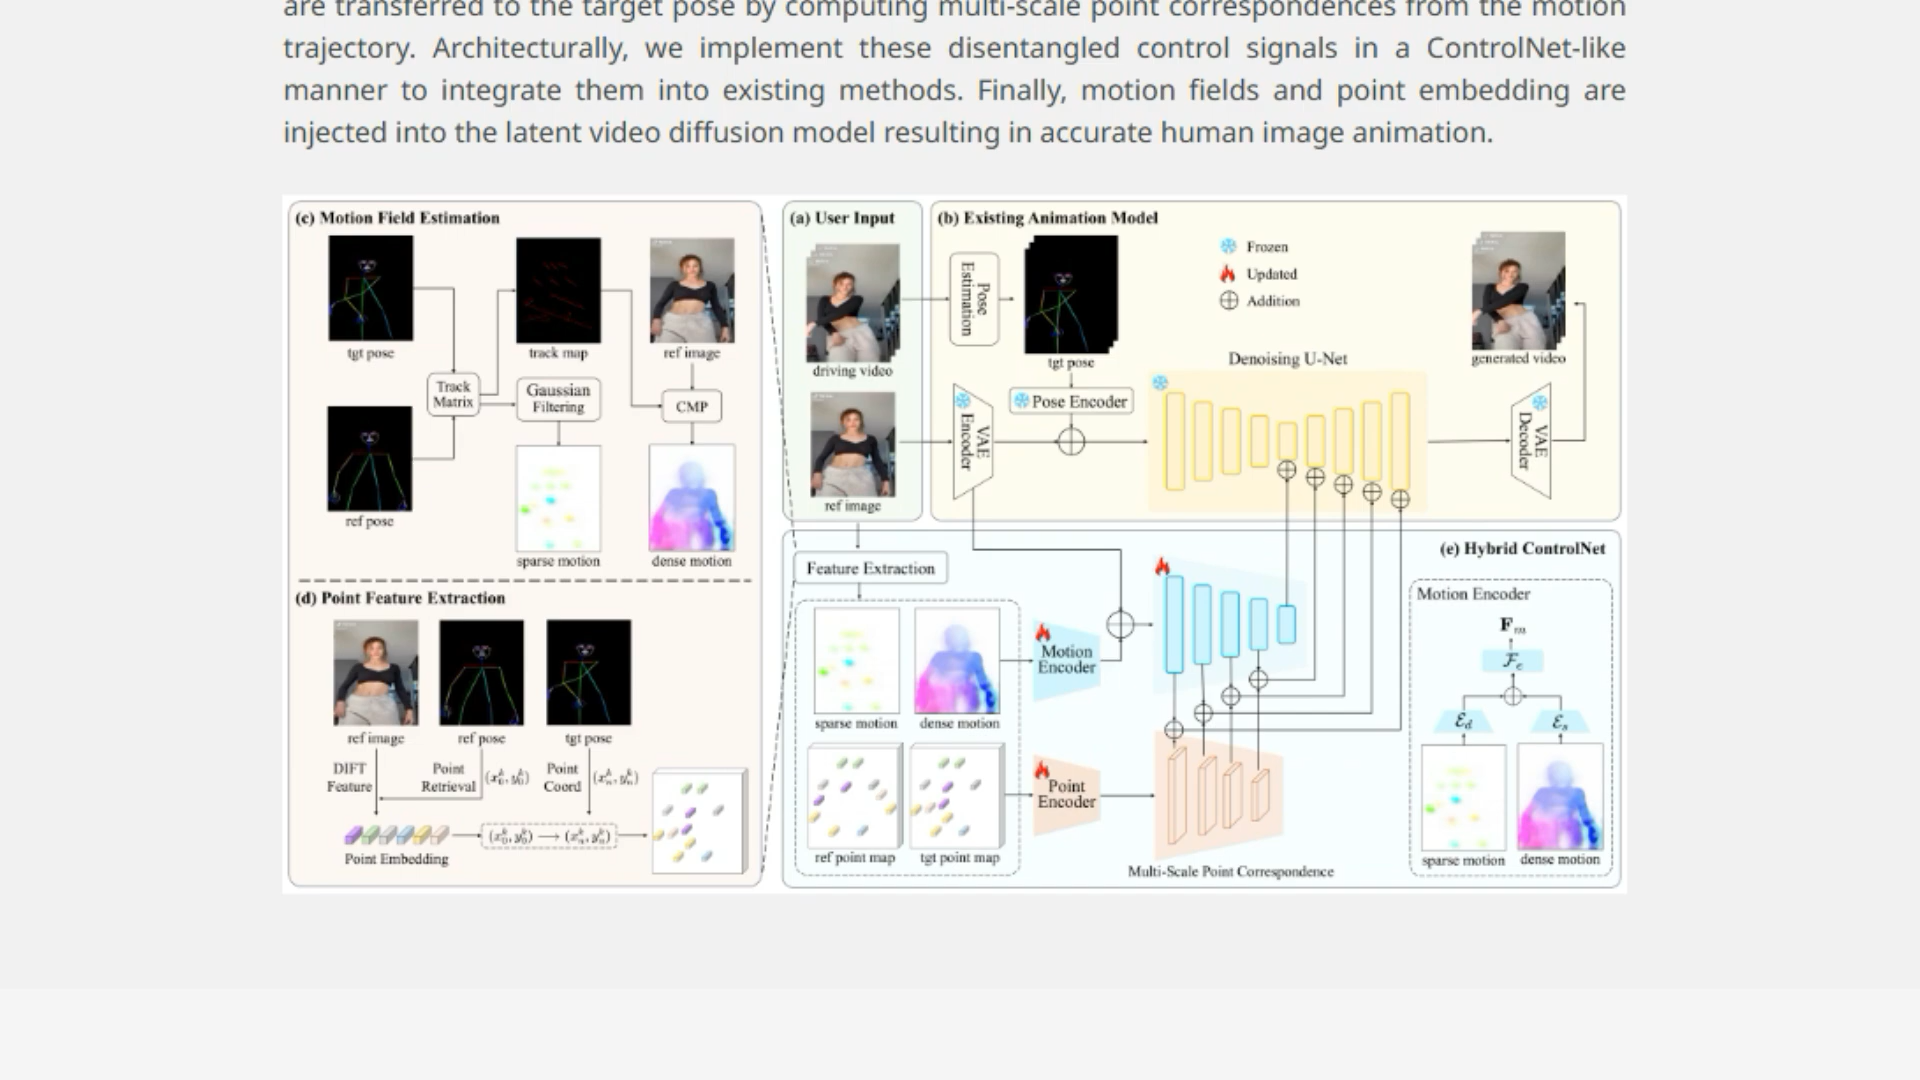 are transferred to the target pose by computing multi-scale point correspondences from the motion
trajectory. Architecturally, we implement these disentangled control signals in a ControlNet-like
manner to integrate them into existing methods. Finally, motion fields and point embedding are
injected into the latent video diffusion model resulting in accurate human image animation.
(c) Motion Field Estimation
tgt pose
track map
ref image
Track
Matrix
Gaussian
Filtering
CMP
ref pose
sparse motion
dense motion
(d) Point Feature Extraction
ref image
ref pose
tgt pose
DIFT
Feature
Point
Retrieval
Point
Coord
Point Embedding
(a) User Input
driving video
ref image
(b) Existing Animation Model
Pose
Estimation
tgt pose
Frozen
Updated
Addition
Denoising U-Net
generated video
Pose Encoder
VAE
Encoder
VAE
Decoder
(e) Hybrid ControlNet
Feature Extraction
sparse motion
dense motion
Motion
Encoder
ref point map
tgt point map
Point
Encoder
Multi-Scale Point Correspondence
Motion Encoder
F_m
ℱ_c
ℰ_d
ℰ_s
sparse motion
dense motion